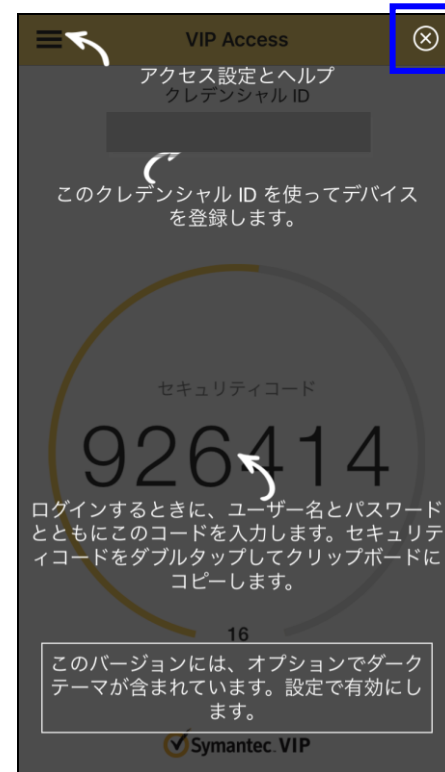 VIP Access
アクセス設定とヘルプ
クレデンシャル ID
このクレデンシャル ID を使ってデバイス
を登録します。
セキュリティコード
926414
ログインするときに、ユーザー名とパスワード
とともにこのコードを入力します。セキュリテ
ィコードをダブルタップしてクリップボードに
コピーします。
16
このバージョンには、オプションでダーク
テーマが含まれています。設定で有効にし
ます。
Symantec. VIP